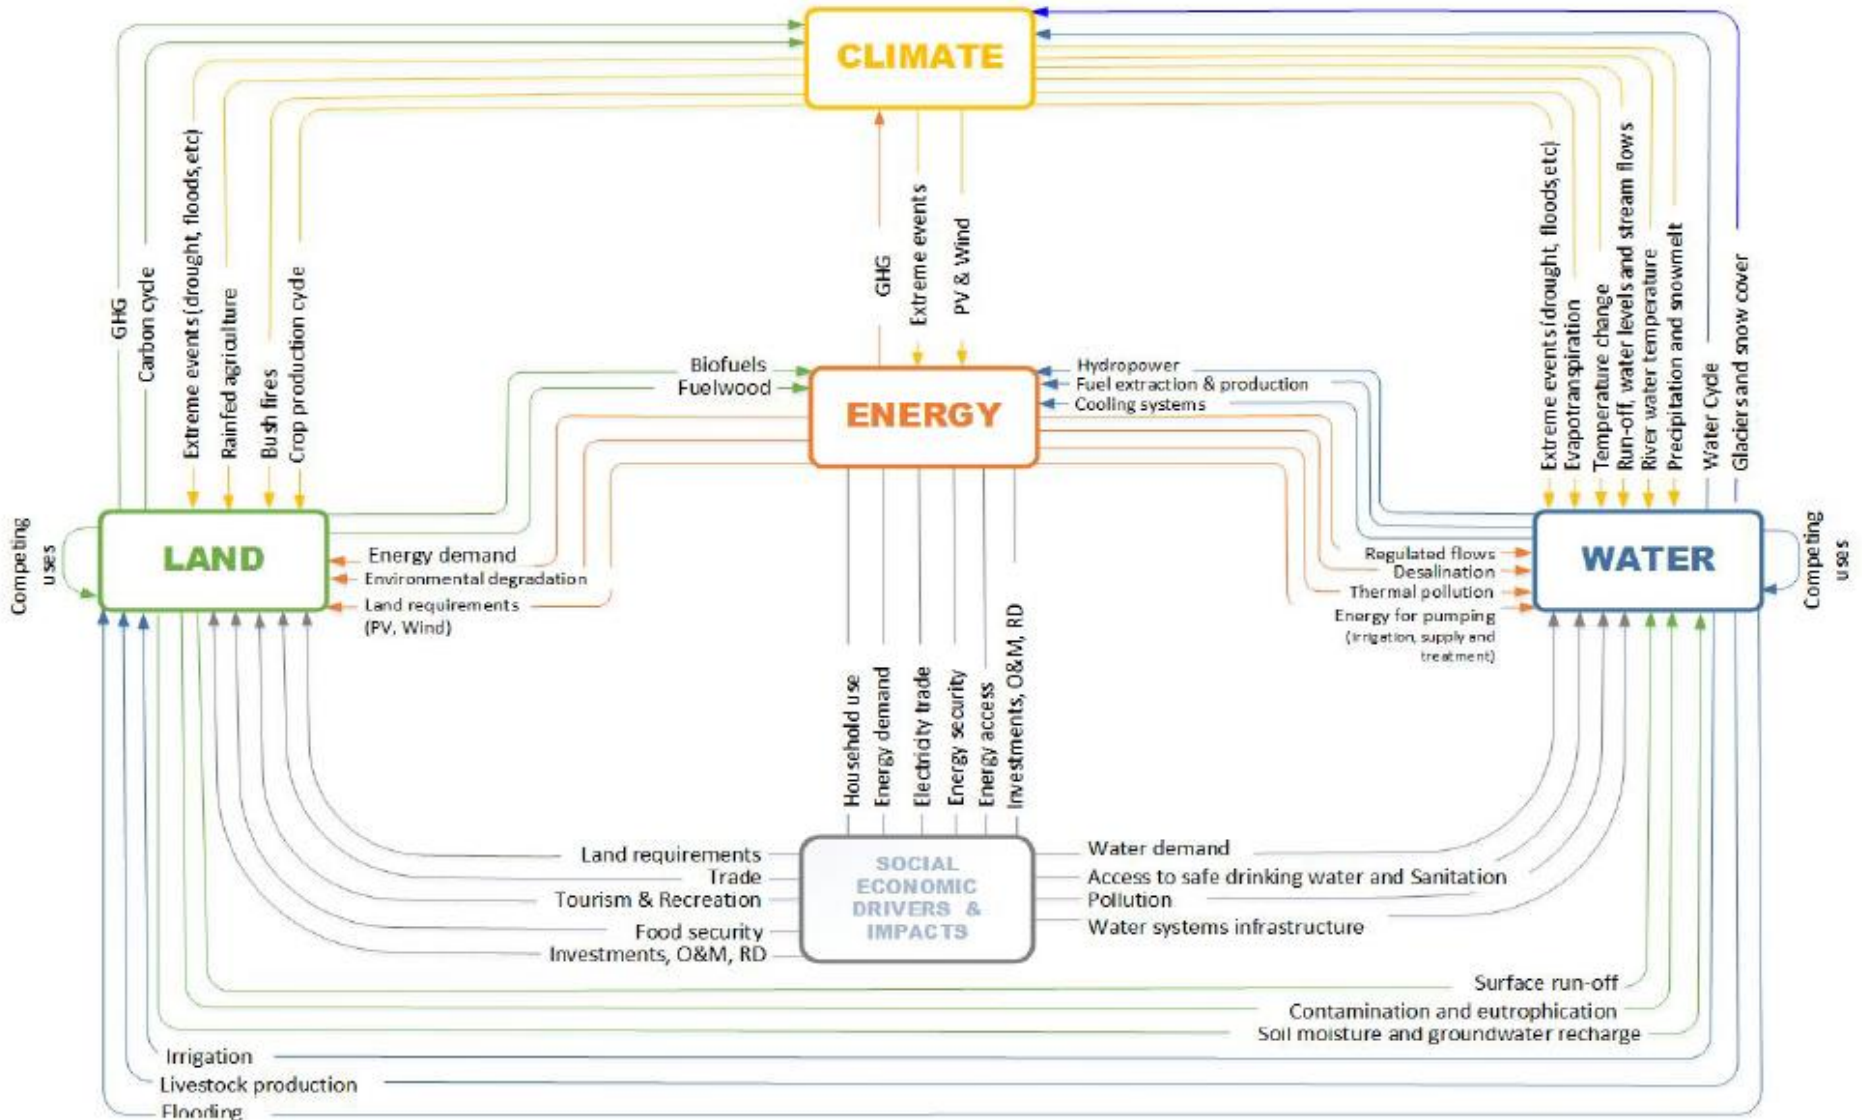 CLIMATE
GHG
Carbon cycle
Extreme events (drought, floods,etc)
Rainfed agriculture
Bush fires
Crop production cycle
GHG
Extreme events
PV & Wind
Extreme events (drought, floods,etc)
Evapotranspiration
Temperature change
Run-off, water levels and stream flows
River water temperature
Precipitation and snowmelt
Water Cycle
Glaciers and snow cover
Biofuels
Fuelwood
ENERGY
Hydropower
Fuel extraction & production
Cooling systems
Competing
uses
LAND
Energy demand
Environmental degradation
Land requirements
(PV, Wind)
Regulated flows
Desalination
Thermal pollution
Energy for pumping
(irrigation, supply and
treatment)
WATER
Competing
uses
Household use
Energy demand
Electricity trade
Energy security
Energy access
Investments, O&M, RD
Land requirements
Trade
Tourism & Recreation
Food security
Investments, O&M, RD
SOCIAL
ECONOMIC
DRIVERS &
IMPACTS
Water demand
Access to safe drinking water and Sanitation
Pollution
Water systems infrastructure
Surface run-off
Contamination and eutrophication
Soil moisture and groundwater recharge
Irrigation
Livestock production
Flooding